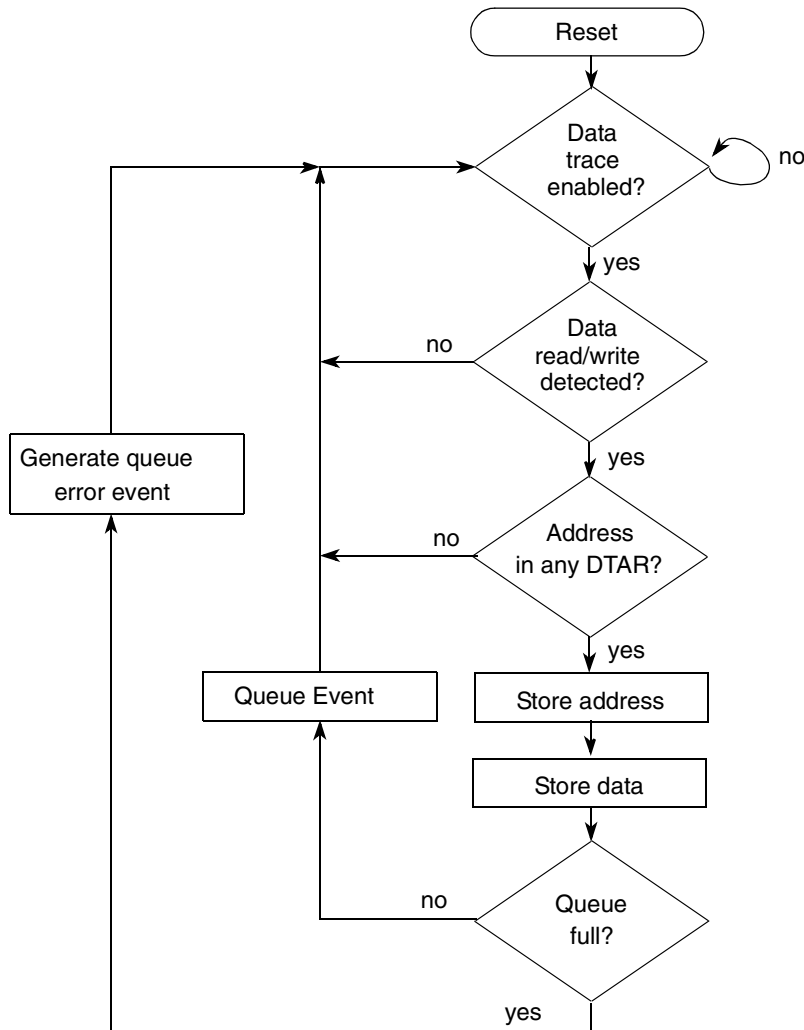 Reset
Data
trace
enabled?
no
yes
Data
read/write
detected?
no
yes
Generate queue
error event
Address
in any DTAR?
no
yes
Queue Event
Store address
Store data
Queue
full?
no
yes